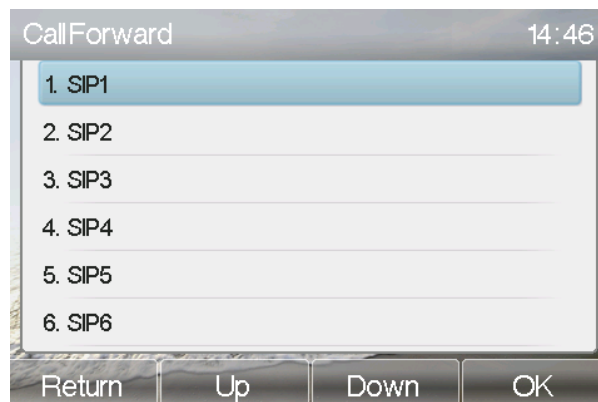 CallForward 14:46
1. SIP1
2. SIP2
3. SIP3
4. SIP4
5. SIP5
6. SIP6
Return Up Down OK